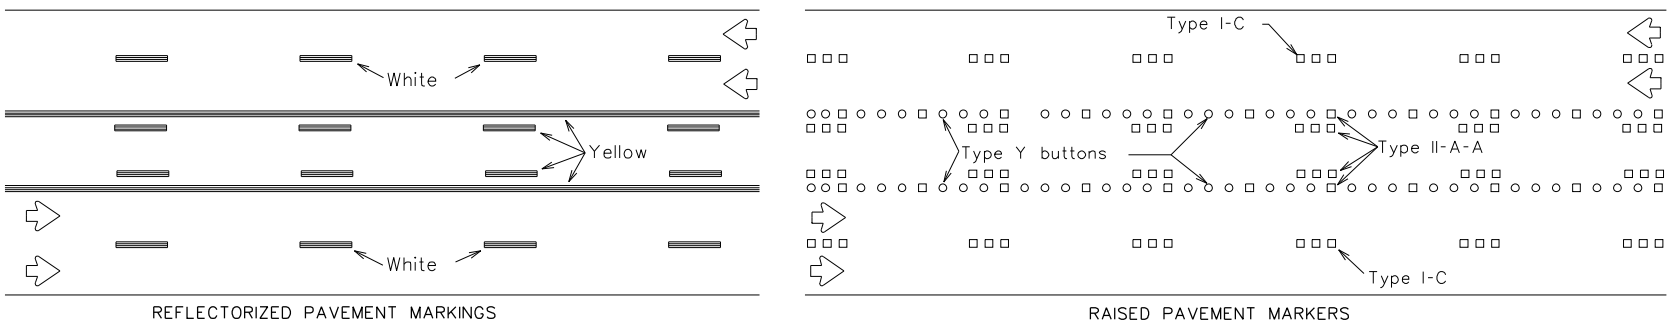 White
Yellow
White
REFLECTORIZED PAVEMENT MARKINGS
Type I-C
Type Y buttons
Type II-A-A
Type I-C
RAISED PAVEMENT MARKERS